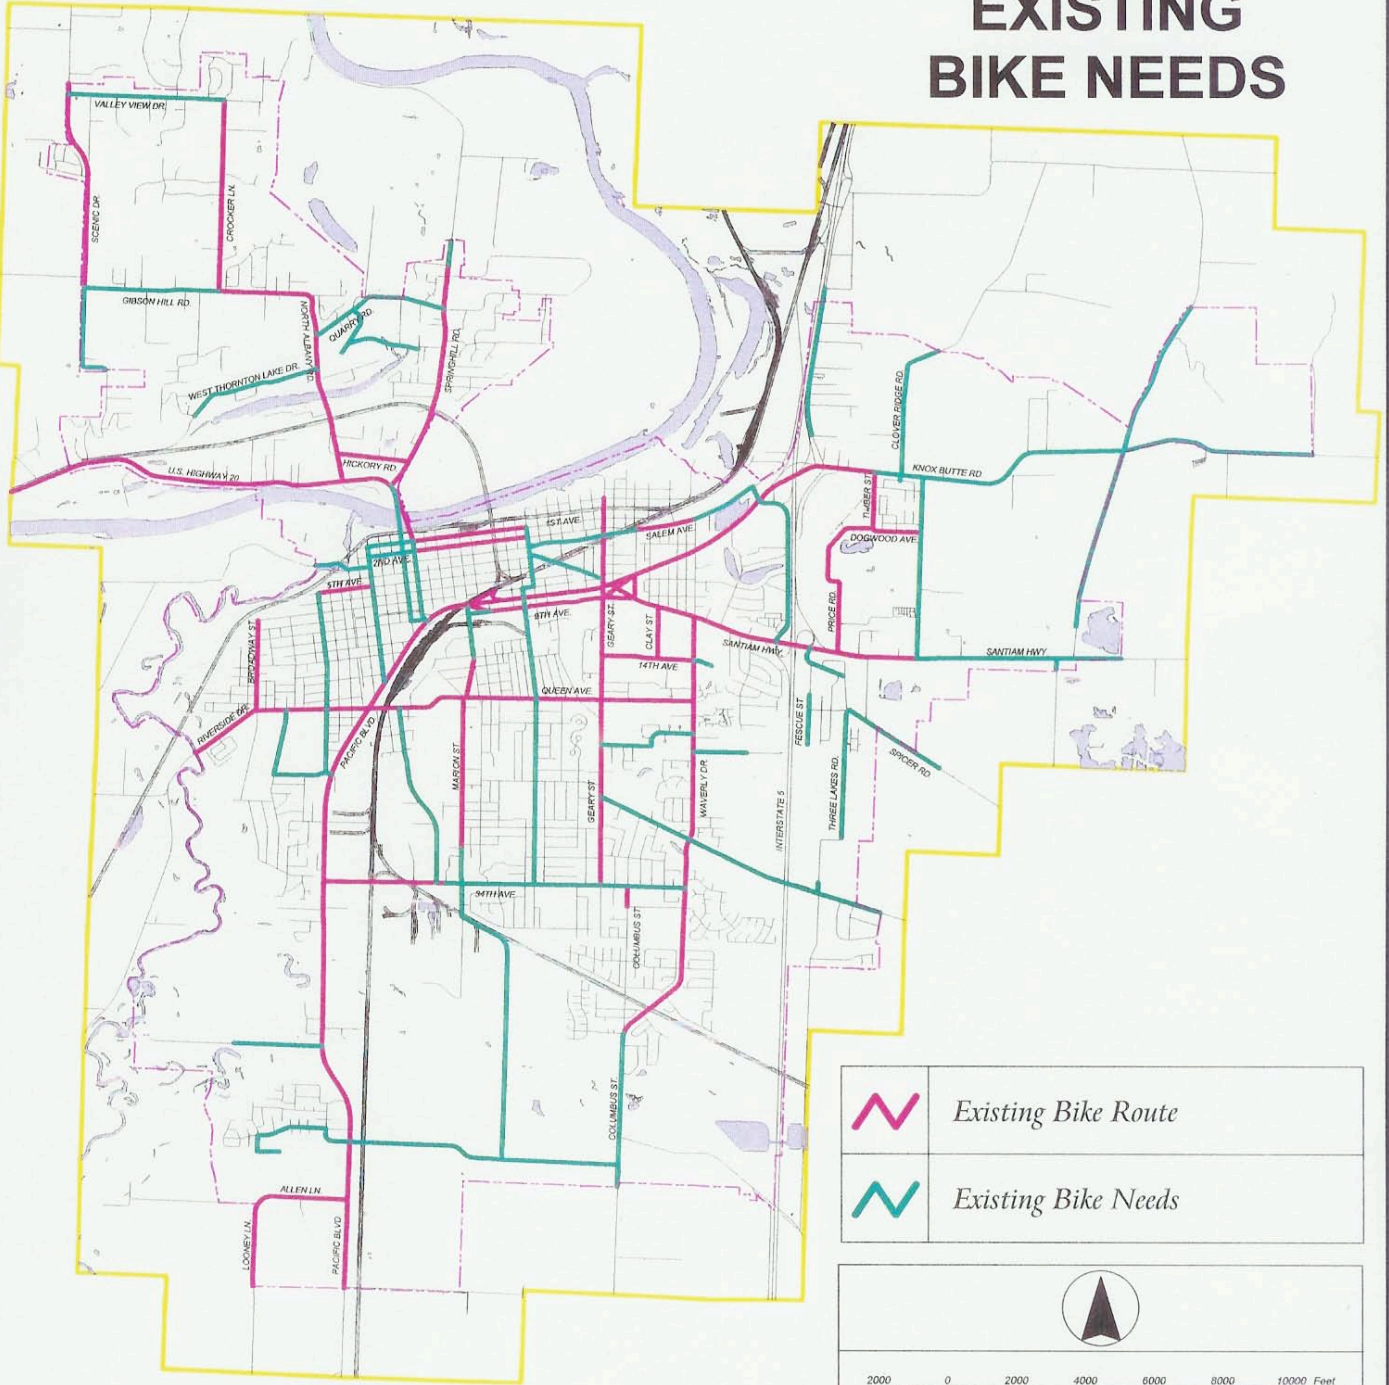 EXISTING
BIKE NEEDS
VALLEY VIEW DR.
SCENIC DR.
CROCKER LN.
GIBSON HILL RD.
NORTH ALBANY RD.
QUARRY RD.
SPRINGHILL RD.
WEST THORNTON LAKE DR.
HICKORY RD.
U.S. HIGHWAY 20
CLOVER RIDGE RD.
KNOX BUTTE RD
TIMBER ST.
DOGWOOD AVE.
PRICE RD.
1ST AVE.
SALEM AVE.
2ND AVE.
5TH AVE.
9TH AVE.
GEARY ST.
CLAY ST
SANTIAM HWY.
SANTIAM HWY
14TH AVE
BROADWAY ST
RIVERSIDE DR.
QUEEN AVE.
PACIFIC BLVD
MARION ST.
GEARY ST
WAVERLY DR.
FESCUE ST
INTERSTATE 5
THREE LAKES RD.
SPICER RD
34TH AVE.
COLUMBUS ST
COLUMBUS ST.
ALLEN LN.
LOONEY LN.
PACIFIC BLVD
Existing Bike Route
Existing Bike Needs
2000 0 2000 4000 6000 8000 10000 Feet